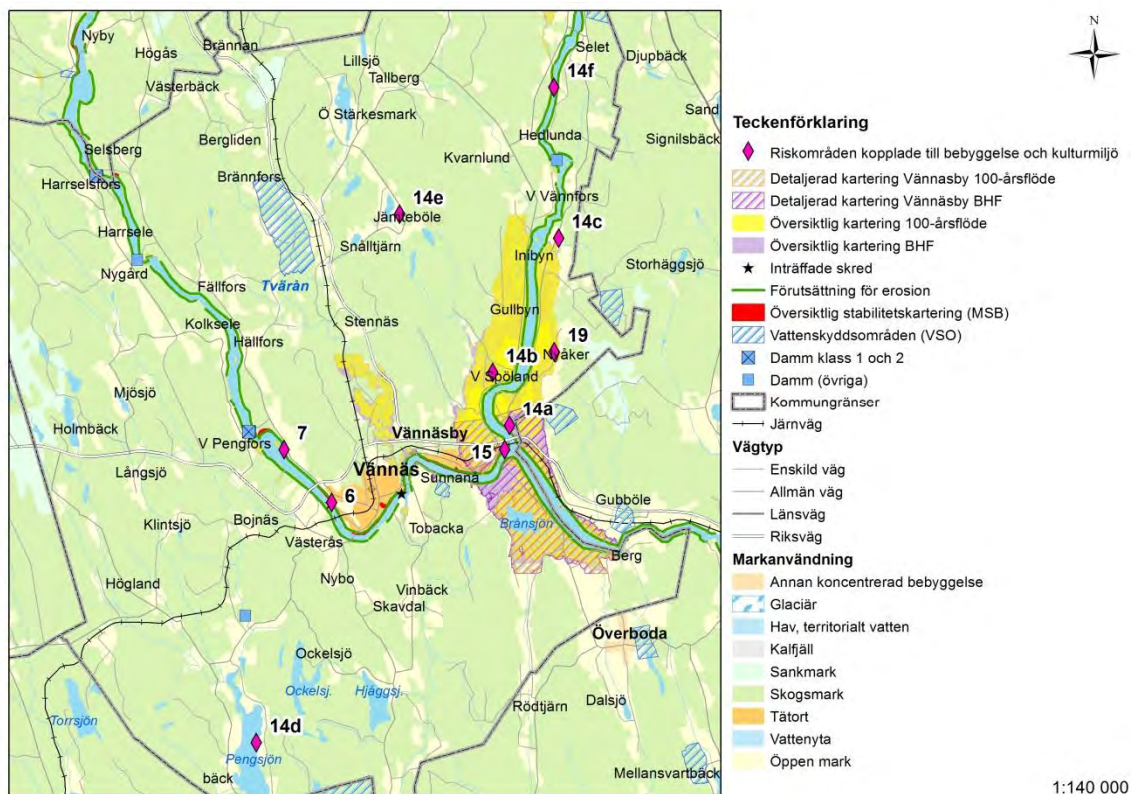 N
Nyby
Högås
Brännan
Lillsjö
Tallberg
Selet
Djupbäck
14f
Västerbäck
Ö Stärkesmark
Sand
Bergliden
Hedlunda
Signilsbäck
Selsberg
Kvarnlund
Harrselsfors
Brännfors
V Vännfors
14e
Jämteböle
14c
Harrsele
Snålltjärn
Inibyn
Storhäggsjö
Nygård
Tvärån
Fällfors
Gullbyn
Kolksele
Stennäs
19
Hällfors
14b
Nyåker
V Spöland
Mjösjö
14a
Holmbäck
7
Vännäsby
V Pengfors
15
Långsjö
Vännäs
Sunnanå
6
Gubböle
Klintsjö
Bojnäs
Tobacka
Bränsjön
Västerås
Berg
Högland
Nybo
Vinbäck
Skavdal
Överboda
Ockelsjö
Ockelsj.
Hjåggsj.
Dalsjö
Rödtjärn
Torrsjön
14d
Pengsjön
bäck
Mellansvartbäck
Teckenförklaring
Riskområden kopplade till bebyggelse och kulturmiljö
Detaljerad kartering Vännasby 100-årsflöde
Detaljerad kartering Vännäsby BHF
Översiktlig kartering 100-årsflöde
Översiktlig kartering BHF
Inträffade skred
Förutsättning för erosion
Översiktlig stabilitetskartering (MSB)
Vattenskyddsområden (VSO)
Damm klass 1 och 2
Damm (övriga)
Kommungränser
Järnväg
Vägtyp
Enskild väg
Allmän väg
Länsväg
Riksväg
Markanvändning
Annan koncentrerad bebyggelse
Glaciär
Hav, territorialt vatten
Kalfjäll
Sankmark
Skogsmark
Tätort
Vattenyta
Öppen mark
1:140 000